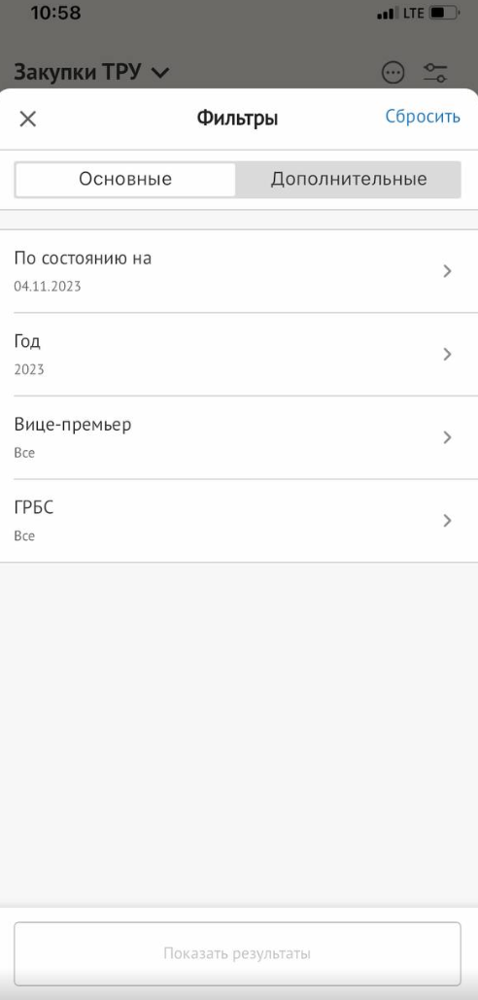 10:58
LTE
Закупки ТРУ
Фильтры
Сбросить
Основные
Дополнительные
По состоянию на
04.11.2023
Год
2023
Вице-премьер
Все
ГРБС
Все
Показать результаты